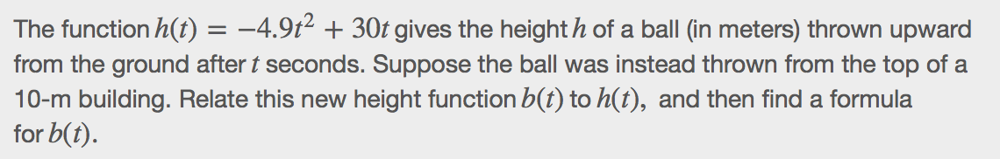 The function h(t) = −4.9t² + 30t gives the height h of a ball (in meters) thrown upward
from the ground after t seconds. Suppose the ball was instead thrown from the top of a
10-m building. Relate this new height function b(t) to h(t), and then find a formula
for b(t).